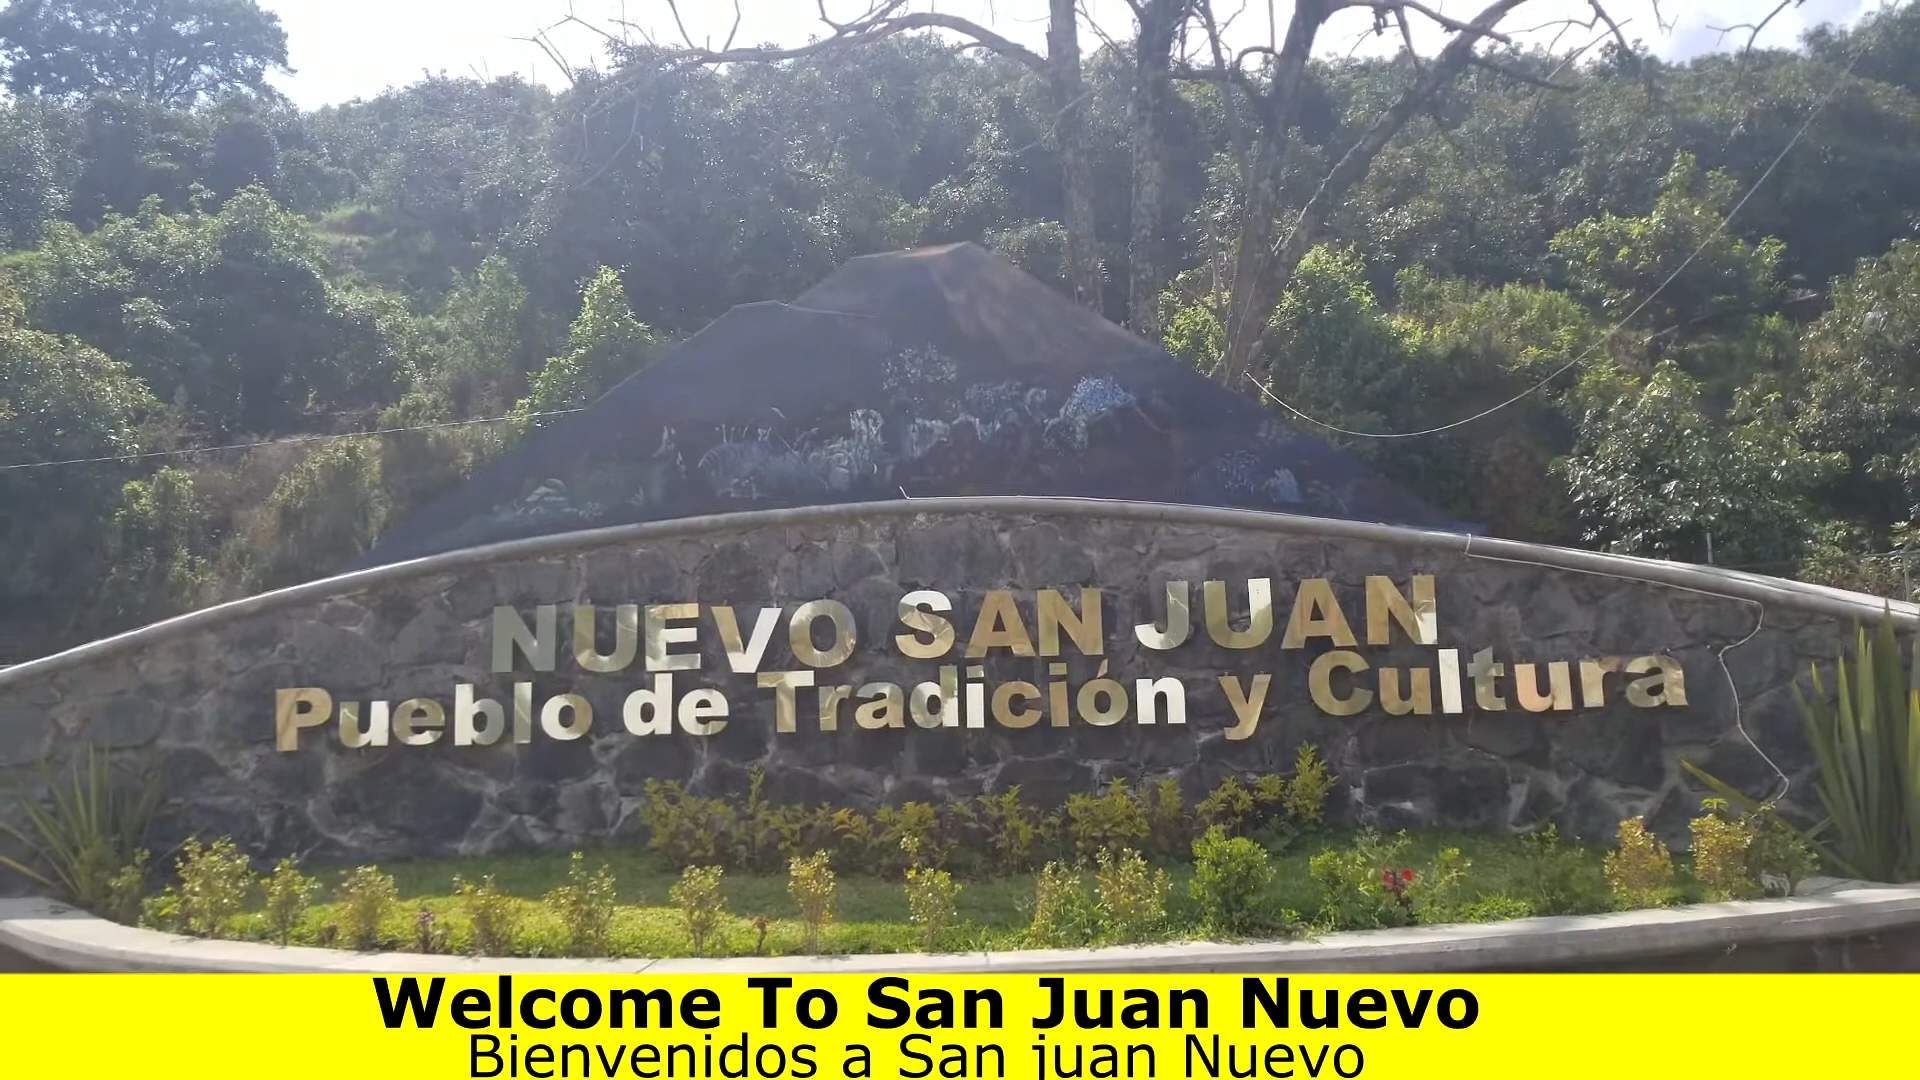 NUEVO SAN JUAN
Pueblo de Tradición y Cultura
Welcome To San Juan Nuevo
Bienvenidos a San juan Nuevo